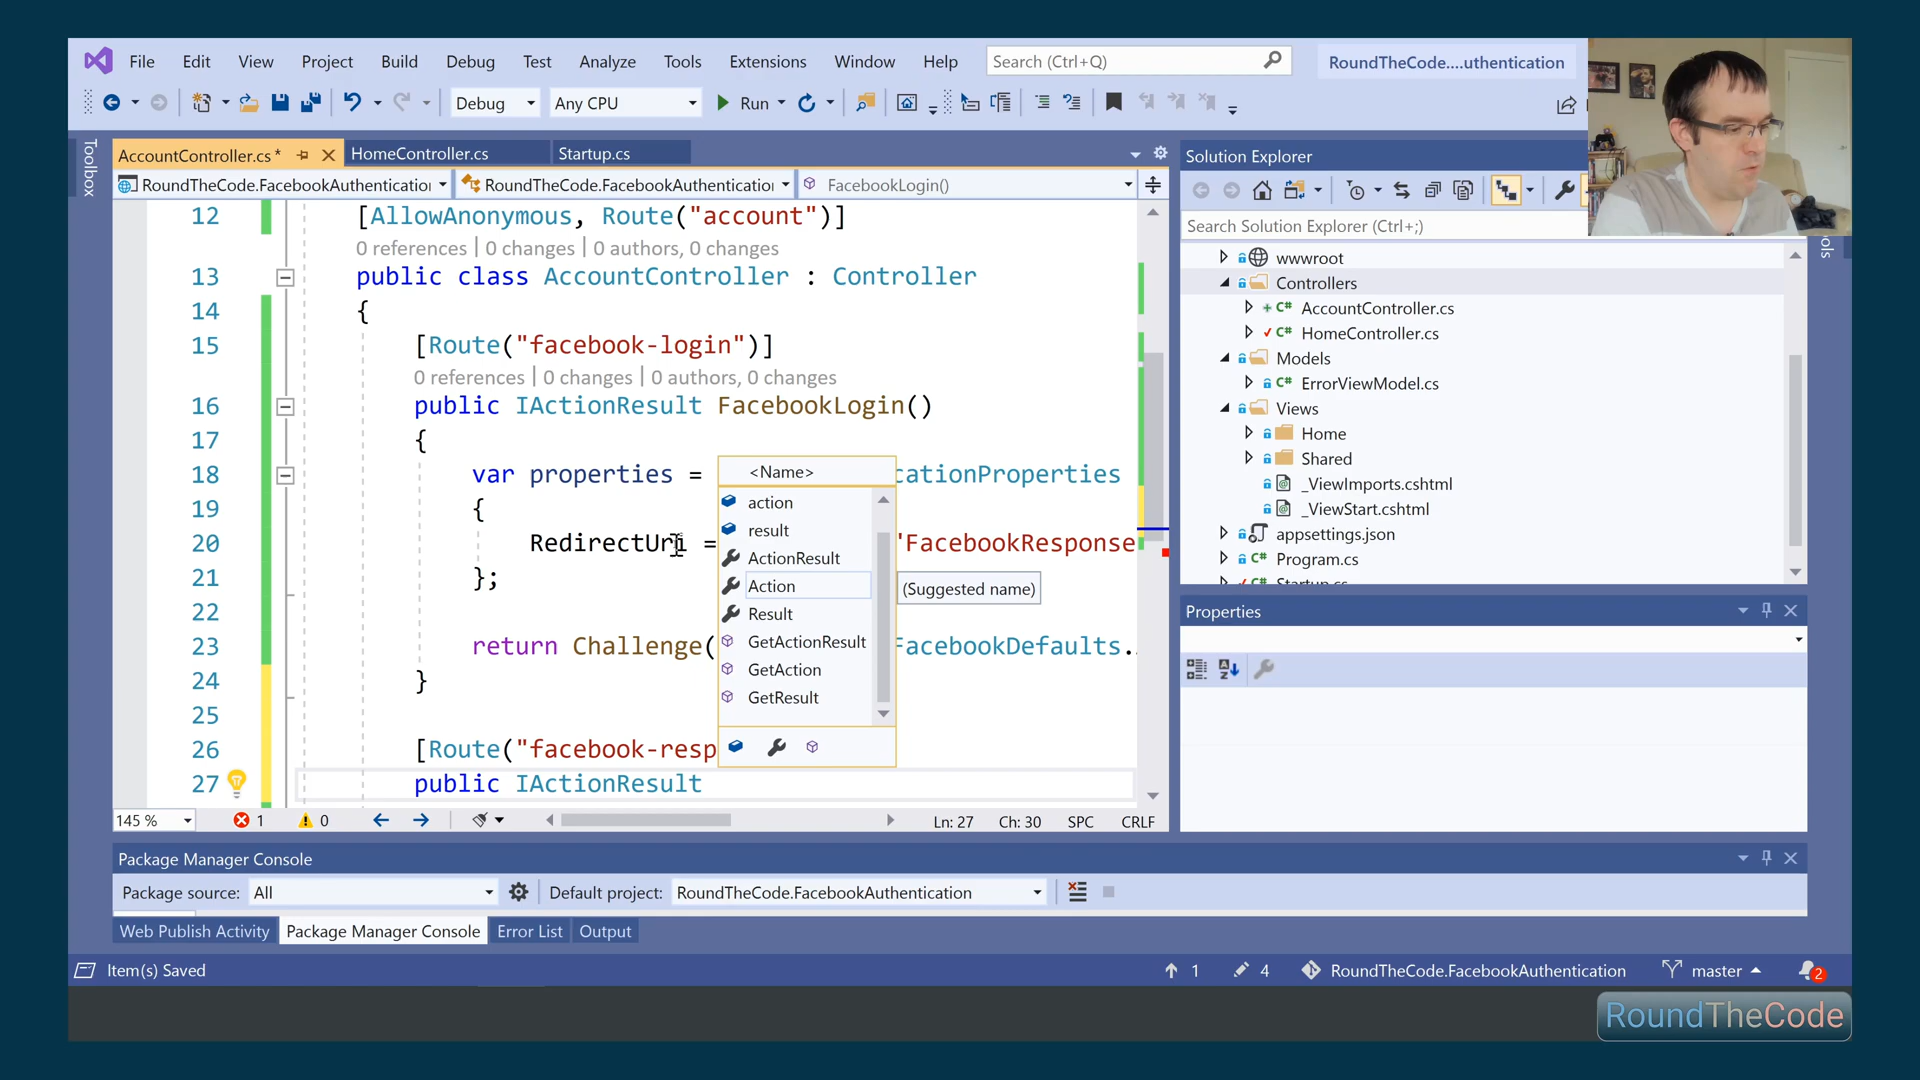 File Edit View Project Build Debug Test Analyze Tools Extensions Window Help Search (Ctrl+Q) RoundTheCode....uthentication
Debug Any CPU Run
Toolbox
AccountController.cs* HomeController.cs Startup.cs
RoundTheCode.FacebookAuthentication RoundTheCode.FacebookAuthentication FacebookLogin()
12 [AllowAnonymous, Route("account")]
0 references | 0 changes | 0 authors, 0 changes
13 public class AccountController : Controller
14 {
15 [Route("facebook-login")]
0 references | 0 changes | 0 authors, 0 changes
16 public IActionResult FacebookLogin()
17 {
18 var properties = cationProperties
19 {
20 RedirectUri = "FacebookResponse
21 };
22
23 return Challenge( FacebookDefaults.
24 }
25
26 [Route("facebook-resp
27 public IActionResult
<Name>
action
result
ActionResult
Action
Result
GetActionResult
GetAction
GetResult
(Suggested name)
145 % 1 0 Ln: 27 Ch: 30 SPC CRLF
Solution Explorer
Search Solution Explorer (Ctrl+;)
wwwroot
Controllers
C# AccountController.cs
C# HomeController.cs
Models
C# ErrorViewModel.cs
Views
Home
Shared
_ViewImports.cshtml
_ViewStart.cshtml
appsettings.json
C# Program.cs
C# Startup.cs
Properties
Package Manager Console
Package source: All Default project: RoundTheCode.FacebookAuthentication
Web Publish Activity Package Manager Console Error List Output
Item(s) Saved 1 4 RoundTheCode.FacebookAuthentication master 2
RoundTheCode